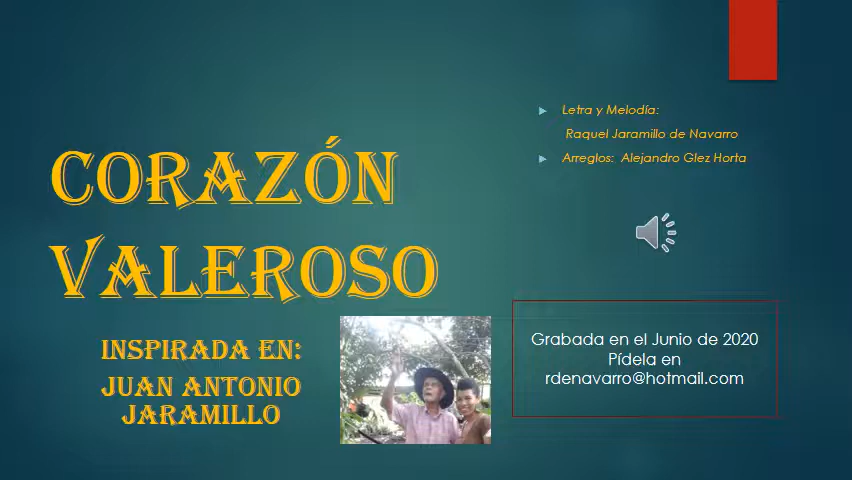 CORAZÓN
VALEROSO
INSPIRADA EN:
JUAN ANTONIO
JARAMILLO
Letra y Melodía:
Raquel Jaramillo de Navarro
Arreglos: Alejandro Glez Horta
Grabada en el Junio de 2020
Pídela en
rdenavarro@hotmail.com